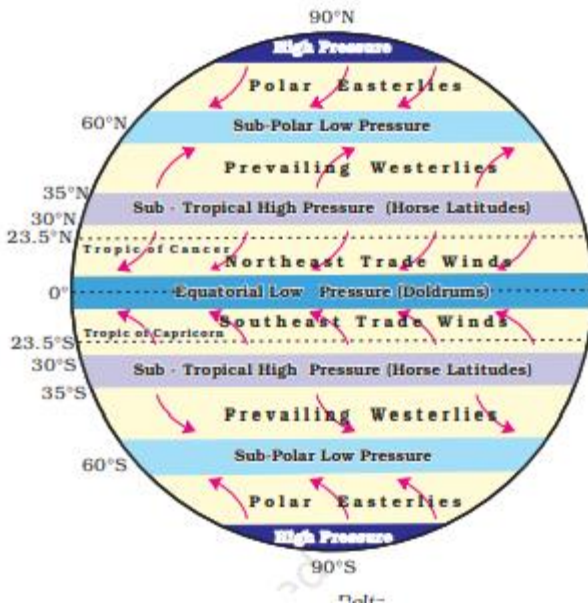 90°N
High Pressure
Polar Easterlies
60°N
Sub-Polar Low Pressure
Prevailing Westerlies
35°N
Sub - Tropical High Pressure (Horse Latitudes)
30°N
23.5°N
Tropic of Cancer
Northeast Trade Winds
0°
Equatorial Low Pressure (Doldrums)
Southeast Trade Winds
Tropic of Capricorn
23.5°S
30°S
Sub - Tropical High Pressure (Horse Latitudes)
35°S
Prevailing Westerlies
Sub-Polar Low Pressure
60°S
Polar Easterlies
High Pressure
90°S